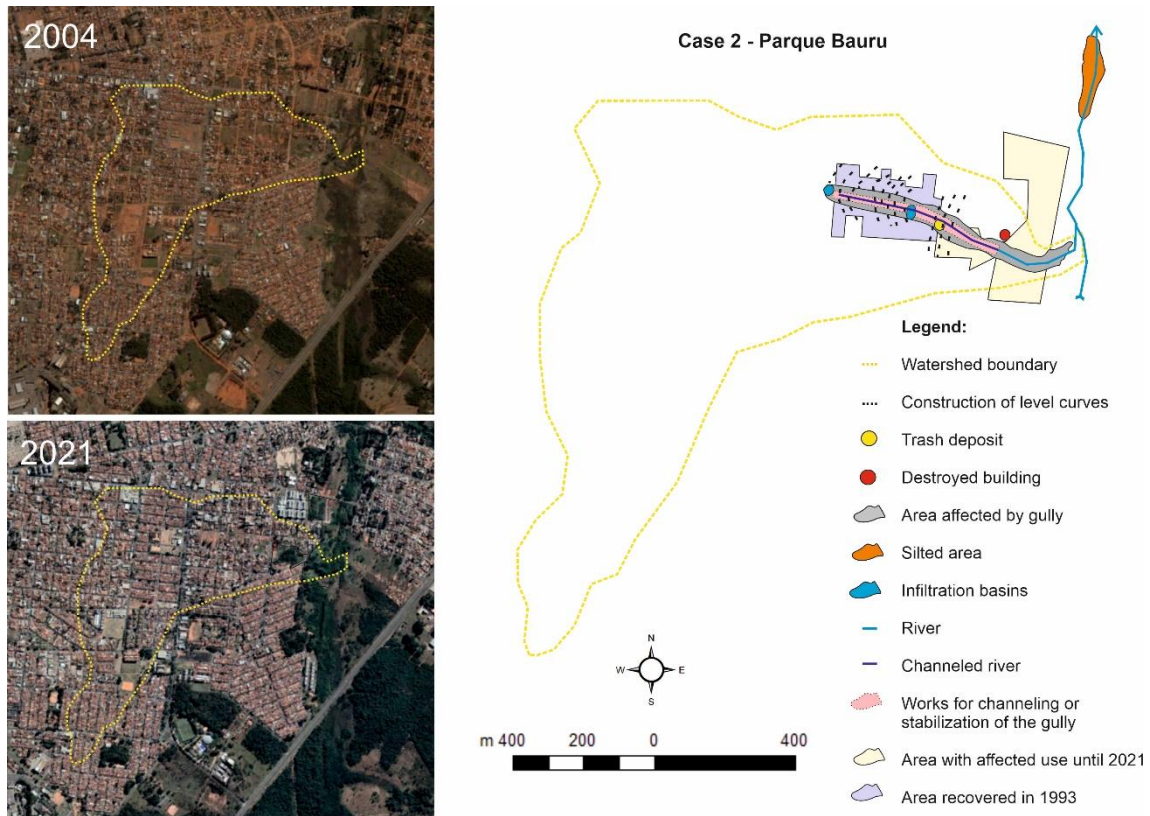 2004
2021
Case 2 - Parque Bauru
Legend:
Watershed boundary
Construction of level curves
Trash deposit
Destroyed building
Area affected by gully
Silted area
Infiltration basins
River
Channeled river
Works for channeling or
stabilization of the gully
Area with affected use until 2021
Area recovered in 1993
N
W E
S
m 400 200 0 400